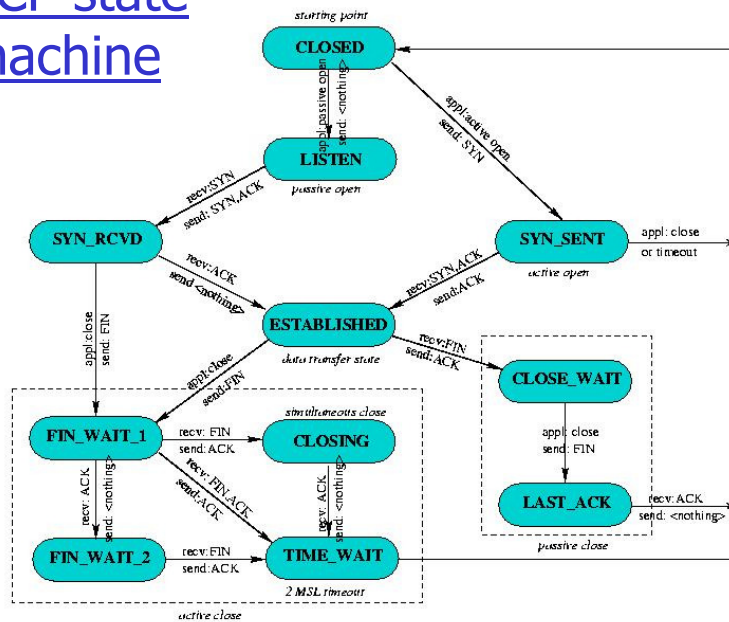 TCP state
machine
starting point
CLOSED
appl:passive open
send: <nothing>
appl:active open
send: SYN
LISTEN
passive open
recv:SYN
send: SYN,ACK
SYN_RCVD
SYN_SENT
active open
appl: close
or timeout
recv:ACK
send <nothing>
recv:SYN,ACK
send:ACK
appl:close
send: FIN
ESTABLISHED
data transfer state
recv:FIN
send: ACK
appl:close
send:FIN
CLOSE_WAIT
appl: close
send: FIN
LAST_ACK
recv:ACK
send: <nothing>
passive close
simultaneous close
FIN_WAIT_1
recv: FIN
send:ACK
CLOSING
recv: ACK
send: <nothing>
recv: FIN,ACK
send:ACK
recv: ACK
send: <nothing>
FIN_WAIT_2
recv:FIN
send:ACK
TIME_WAIT
2 MSL timeout
active close